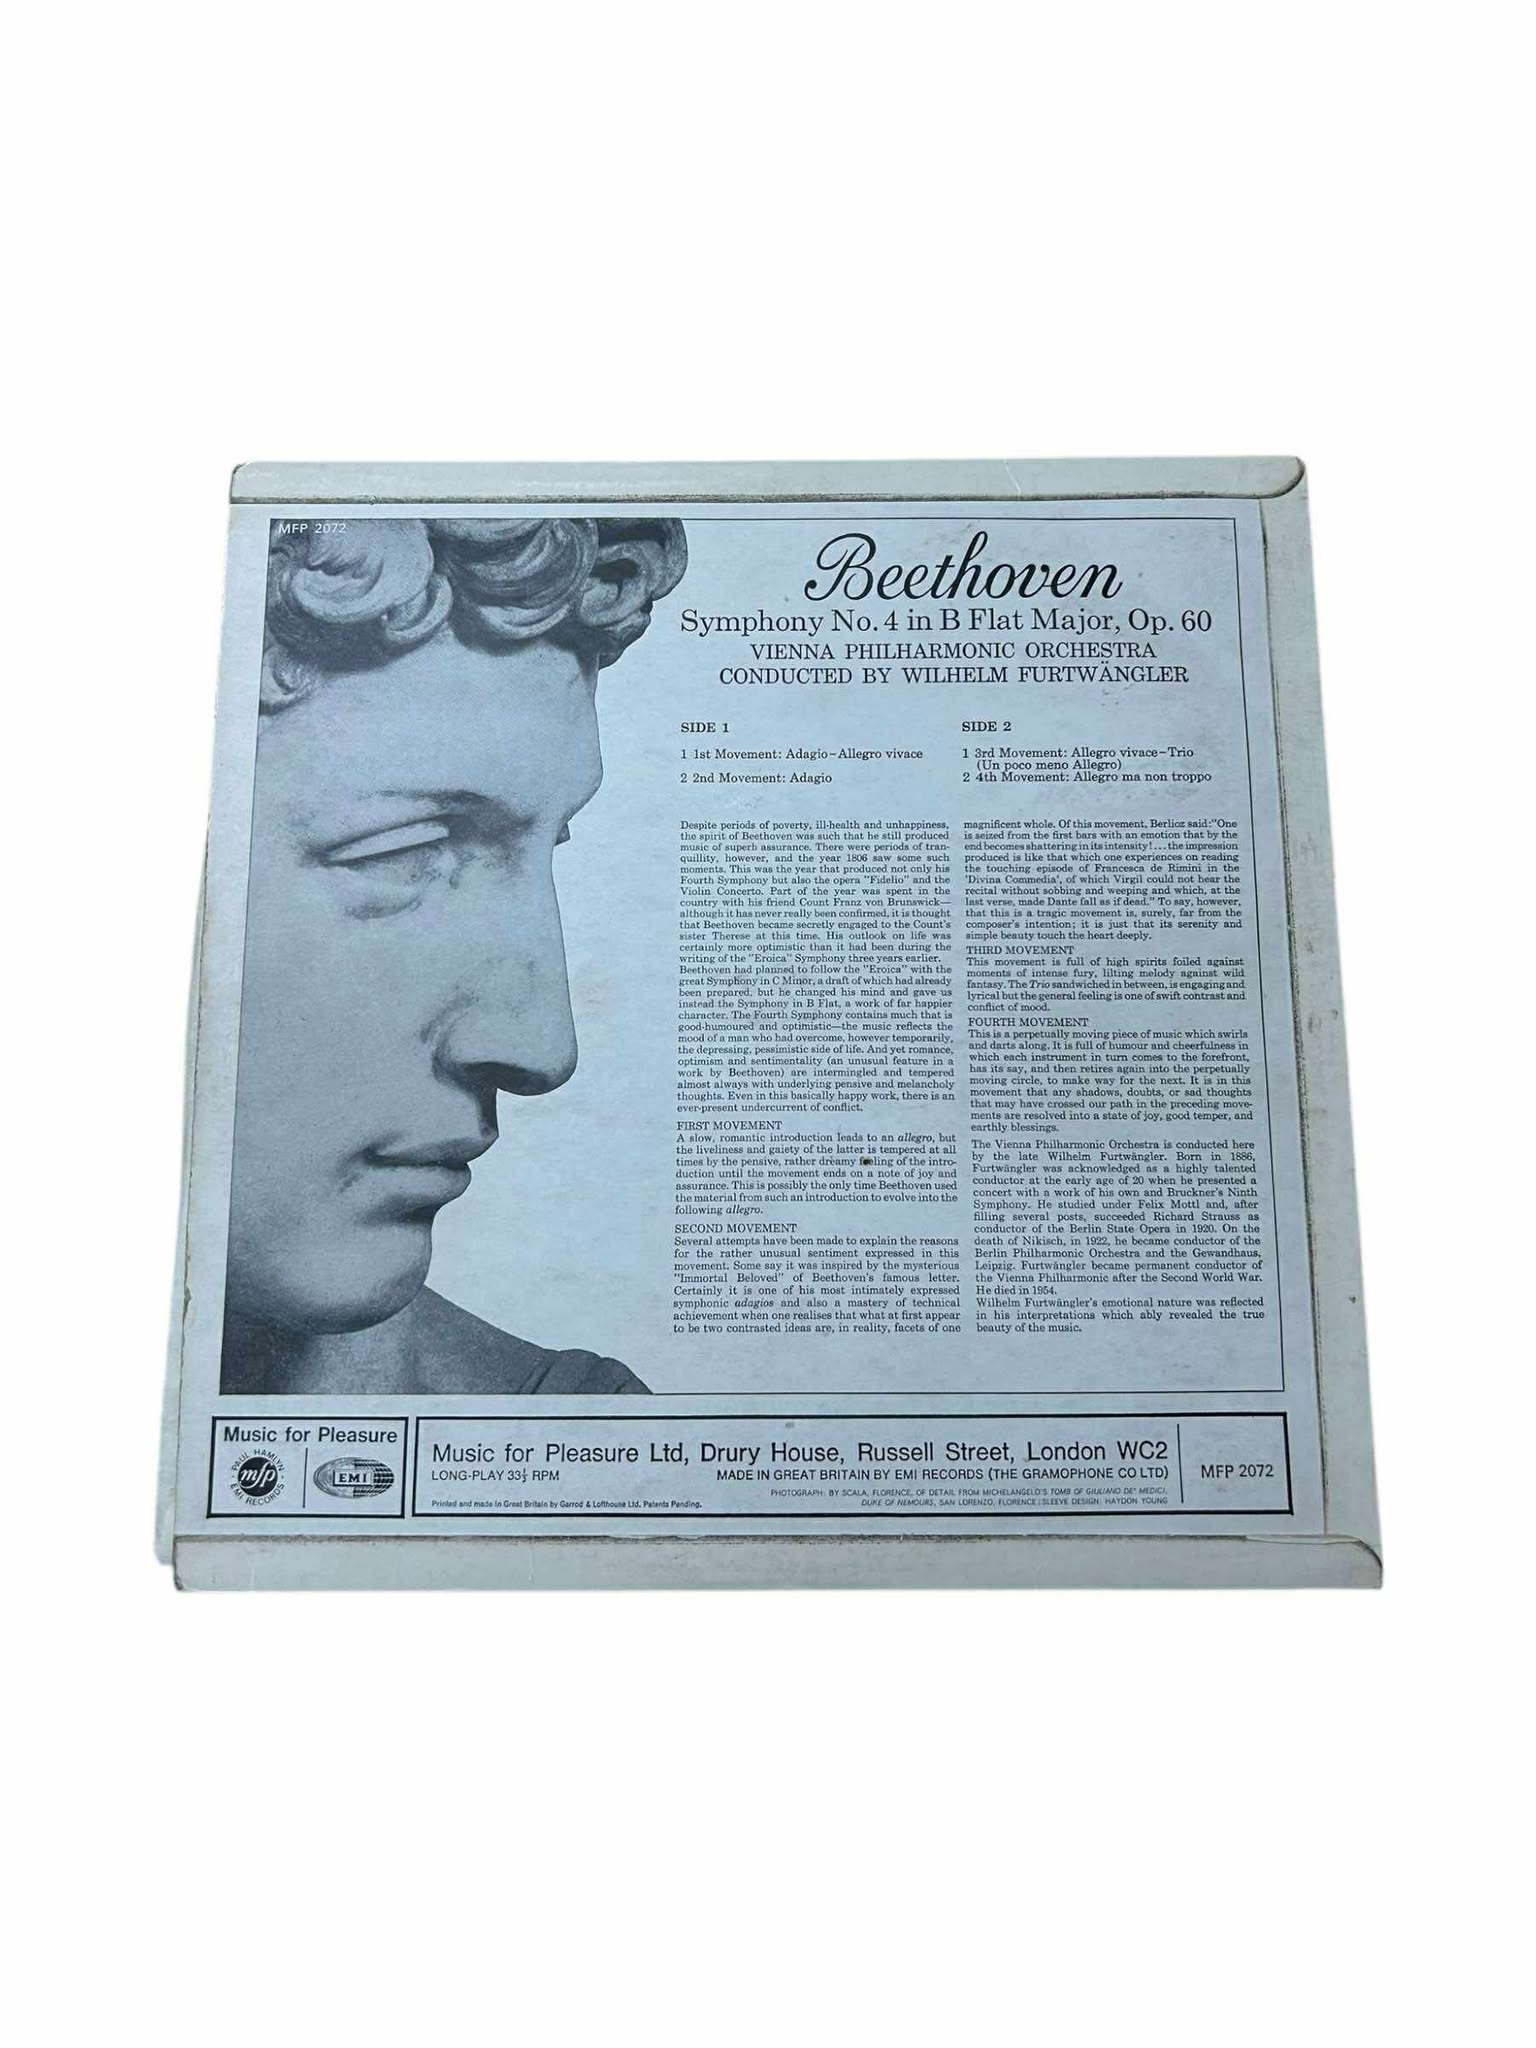 MFP 2072
Beethoven
Symphony No. 4 in B Flat Major, Op. 60
VIENNA PHILHARMONIC ORCHESTRA
CONDUCTED BY WILHELM FURTWÄNGLER
SIDE 1
1 1st Movement: Adagio–Allegro vivace
2 2nd Movement: Adagio
SIDE 2
1 3rd Movement: Allegro vivace–Trio
(Un poco meno Allegro)
2 4th Movement: Allegro ma non troppo
Despite periods of poverty, ill-health and unhappiness,
the spirit of Beethoven was such that he still produced
music of superb assurance. There were periods of tran-
quillity, however, and the year 1806 saw some such
moments. This was the year that produced not only his
Fourth Symphony but also the opera "Fidelio" and the
Violin Concerto. Part of the year was spent in the
country with his friend Count Franz von Brunswick—
although it has never really been confirmed, it is thought
that Beethoven became secretly engaged to the Count's
sister Therese at this time. His outlook on life was
certainly more optimistic than it had been during the
writing of the "Eroica" Symphony three years earlier.
Beethoven had planned to follow the "Eroica" with the
great Symphony in C Minor, a draft of which had already
been prepared, but he changed his mind and gave us
instead the Symphony in B Flat, a work of far happier
character. The Fourth Symphony contains much that is
good-humoured and optimistic—the music reflects the
mood of a man who had overcome, however temporarily,
the depressing, pessimistic side of life. And yet romance,
optimism and sentimentality (an unusual feature in a
work by Beethoven) are intermingled and tempered
almost always with underlying pensive and melancholy
thoughts. Even in this basically happy work, there is an
ever-present undercurrent of conflict.
FIRST MOVEMENT
A slow, romantic introduction leads to an allegro, but
the liveliness and gaiety of the latter is tempered at all
times by the pensive, rather dreamy feeling of the intro-
duction until the movement ends on a note of joy and
assurance. This is possibly the only time Beethoven used
the material from such an introduction to evolve into the
following allegro.
SECOND MOVEMENT
Several attempts have been made to explain the reasons
for the rather unusual sentiment expressed in this
movement. Some say it was inspired by the mysterious
"Immortal Beloved" of Beethoven's famous letter.
Certainly it is one of his most intimately expressed
symphonic adagios and also a mastery of technical
achievement when one realises that what at first appear
to be two contrasted ideas are, in reality, facets of one
magnificent whole. Of this movement, Berlioz said:"One
is seized from the first bars with an emotion that by the
end becomes shattering in its intensity!...the impression
produced is like that which one experiences on reading
the touching episode of Francesca de Rimini in the
'Divina Commedia', of which Virgil could not hear the
recital without sobbing and weeping and which, at the
last verse, made Dante fall as if dead." To say, however,
that this is a tragic movement is, surely, far from the
composer's intention; it is just that its serenity and
simple beauty touch the heart deeply.
THIRD MOVEMENT
This movement is full of high spirits foiled against
moments of intense fury, lilting melody against wild
fantasy. The Trio sandwiched in between, is engaging and
lyrical but the general feeling is one of swift contrast and
conflict of mood.
FOURTH MOVEMENT
This is a perpetually moving piece of music which swirls
and darts along. It is full of humour and cheerfulness in
which each instrument in turn comes to the forefront,
has its say, and then retires again into the perpetually
moving circle, to make way for the next. It is in this
movement that any shadows, doubts, or sad thoughts
that may have crossed our path in the preceding move-
ments are resolved into a state of joy, good temper, and
earthly blessings.
The Vienna Philharmonic Orchestra is conducted here
by the late Wilhelm Furtwängler. Born in 1886,
Furtwängler was acknowledged as a highly talented
conductor at the early age of 20 when he presented a
concert with a work of his own and Bruckner's Ninth
Symphony. He studied under Felix Mottl and, after
filling several posts, succeeded Richard Strauss as
conductor of the Berlin State Opera in 1920. On the
death of Nikisch, in 1922, he became conductor of the
Berlin Philharmonic Orchestra and the Gewandhaus,
Leipzig. Furtwängler became permanent conductor of
the Vienna Philharmonic after the Second World War.
He died in 1954.
Wilhelm Furtwängler's emotional nature was reflected
in his interpretations which ably revealed the true
beauty of the music.
Music for Pleasure
PAUL HAMLYN
mfp
EMI RECORDS
EMI
Music for Pleasure Ltd, Drury House, Russell Street, London WC2
LONG-PLAY 33⅓ RPM
MADE IN GREAT BRITAIN BY EMI RECORDS (THE GRAMOPHONE CO LTD)
PHOTOGRAPH: BY SCALA, FLORENCE, OF DETAIL FROM MICHELANGELO'S TOMB OF GIULIANO DE' MEDICI,
DUKE OF NEMOURS, SAN LORENZO, FLORENCE/SLEEVE DESIGN: HAYDON YOUNG
Printed and made in Great Britain by Garrod & Lofthouse Ltd. Patents Pending.
MFP 2072